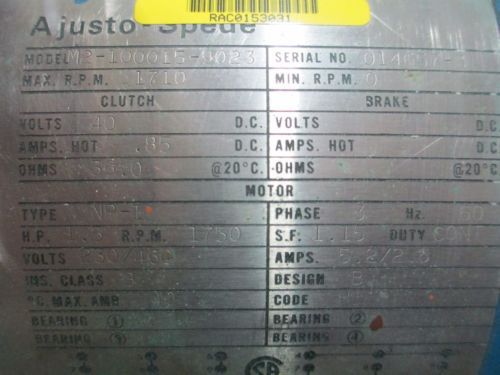 RAC0153031
Ajusto-Spede
MODEL M2-100015-0023 SERIAL NO.
MAX. R.P.M. 1710 MIN. R.P.M. 0
CLUTCH BRAKE
VOLTS 40 D.C. VOLTS D.C.
AMPS. HOT .85 D.C. AMPS. HOT D.C.
OHMS @20°C. OHMS @20°C.
MOTOR
TYPE PHASE 3 Hz. 60
H.P. R.P.M. 1750 S.F. 1.15 DUTY
VOLTS 230/460 AMPS. 5.2/2.6
INS. CLASS DESIGN B
°C. MAX. AMB. CODE
BEARING ① BEARING ②
BEARING ③ BEARING ④